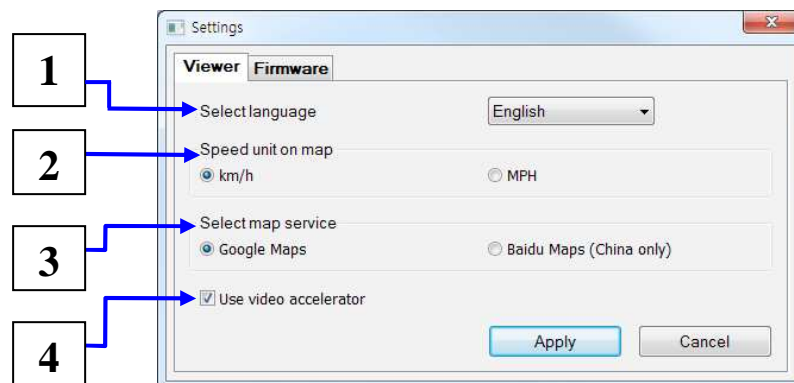 Settings
Viewer Firmware
1
Select language English
2
Speed unit on map
km/h MPH
3
Select map service
Google Maps Baidu Maps (China only)
4
Use video accelerator
Apply Cancel